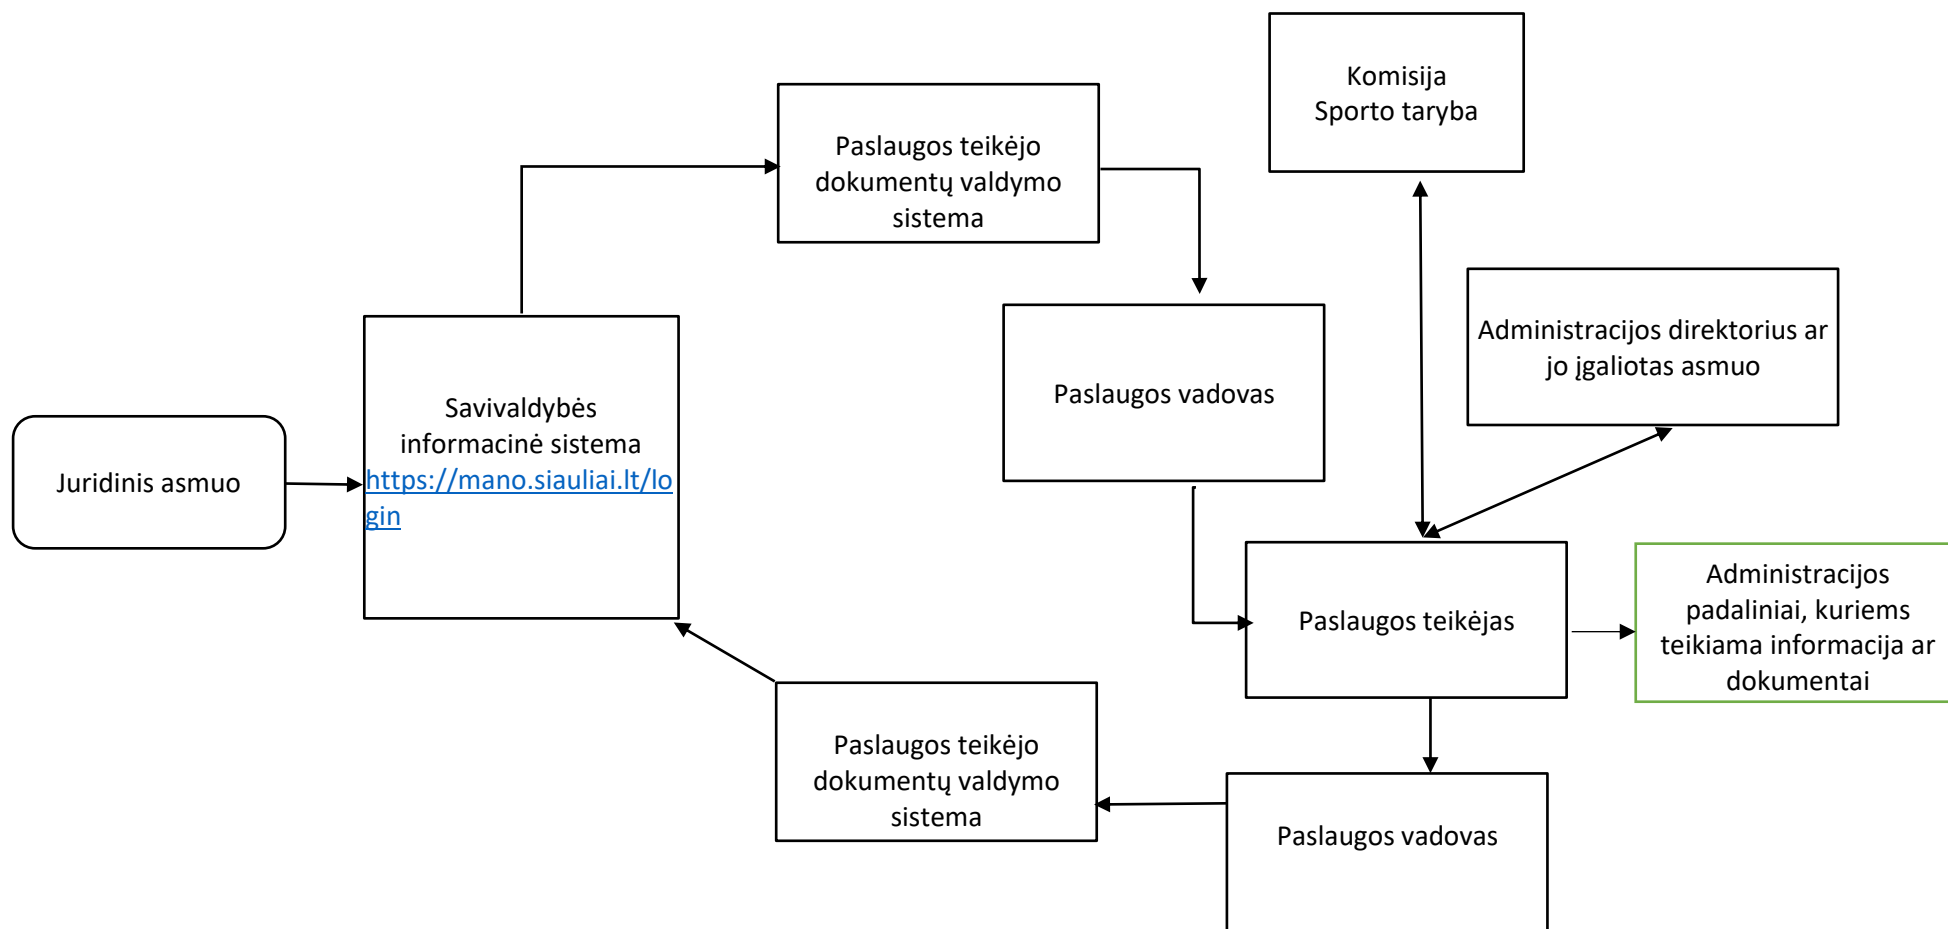 Komisija
Sporto taryba
Paslaugos teikėjo
dokumentų valdymo
sistema
Administracijos direktorius ar
jo įgaliotas asmuo
Paslaugos vadovas
Savivaldybės
informacinė sistema
https://mano.siauliai.lt/lo
gin
Juridinis asmuo
Paslaugos teikėjas
Administracijos
padaliniai, kuriems
teikiama informacija ar
dokumentai
Paslaugos teikėjo
dokumentų valdymo
sistema
Paslaugos vadovas